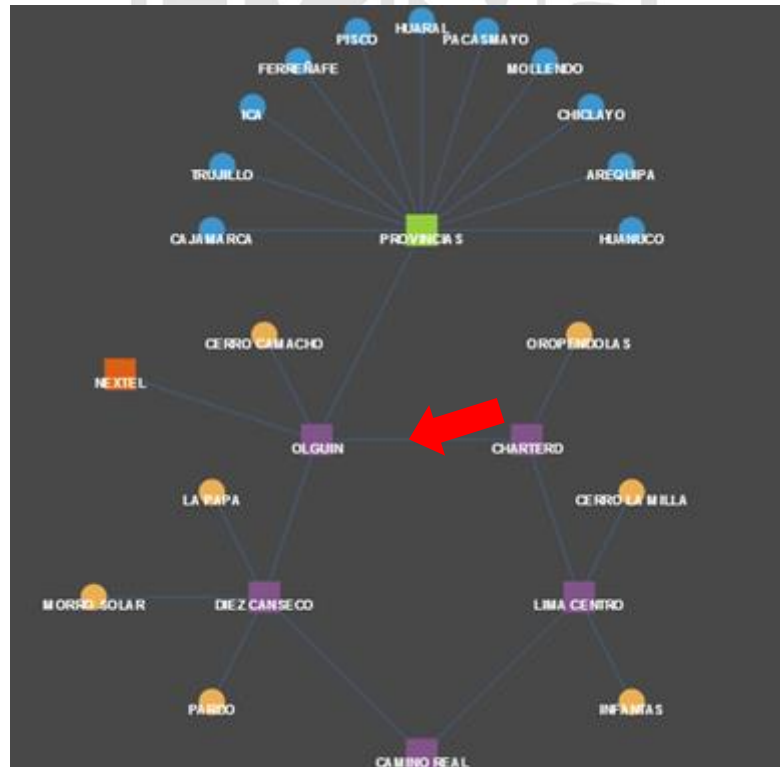 HUARAL
PISCO
PACASMAYO
FERREÑAFE
MOLLENDO
ICA
CHICLAYO
TRUJILLO
AREQUIPA
CAJAMARCA
PROVINCIAS
HUANUCO
CERRO CAMACHO
OROPENDOLAS
NEXTEL
OLGUIN
CHARTERD
LA PAPA
CERRO LA MILLA
MORRO SOLAR
DIEZ CANSECO
LIMA CENTRO
PARDO
INFANTAS
CAMINO REAL